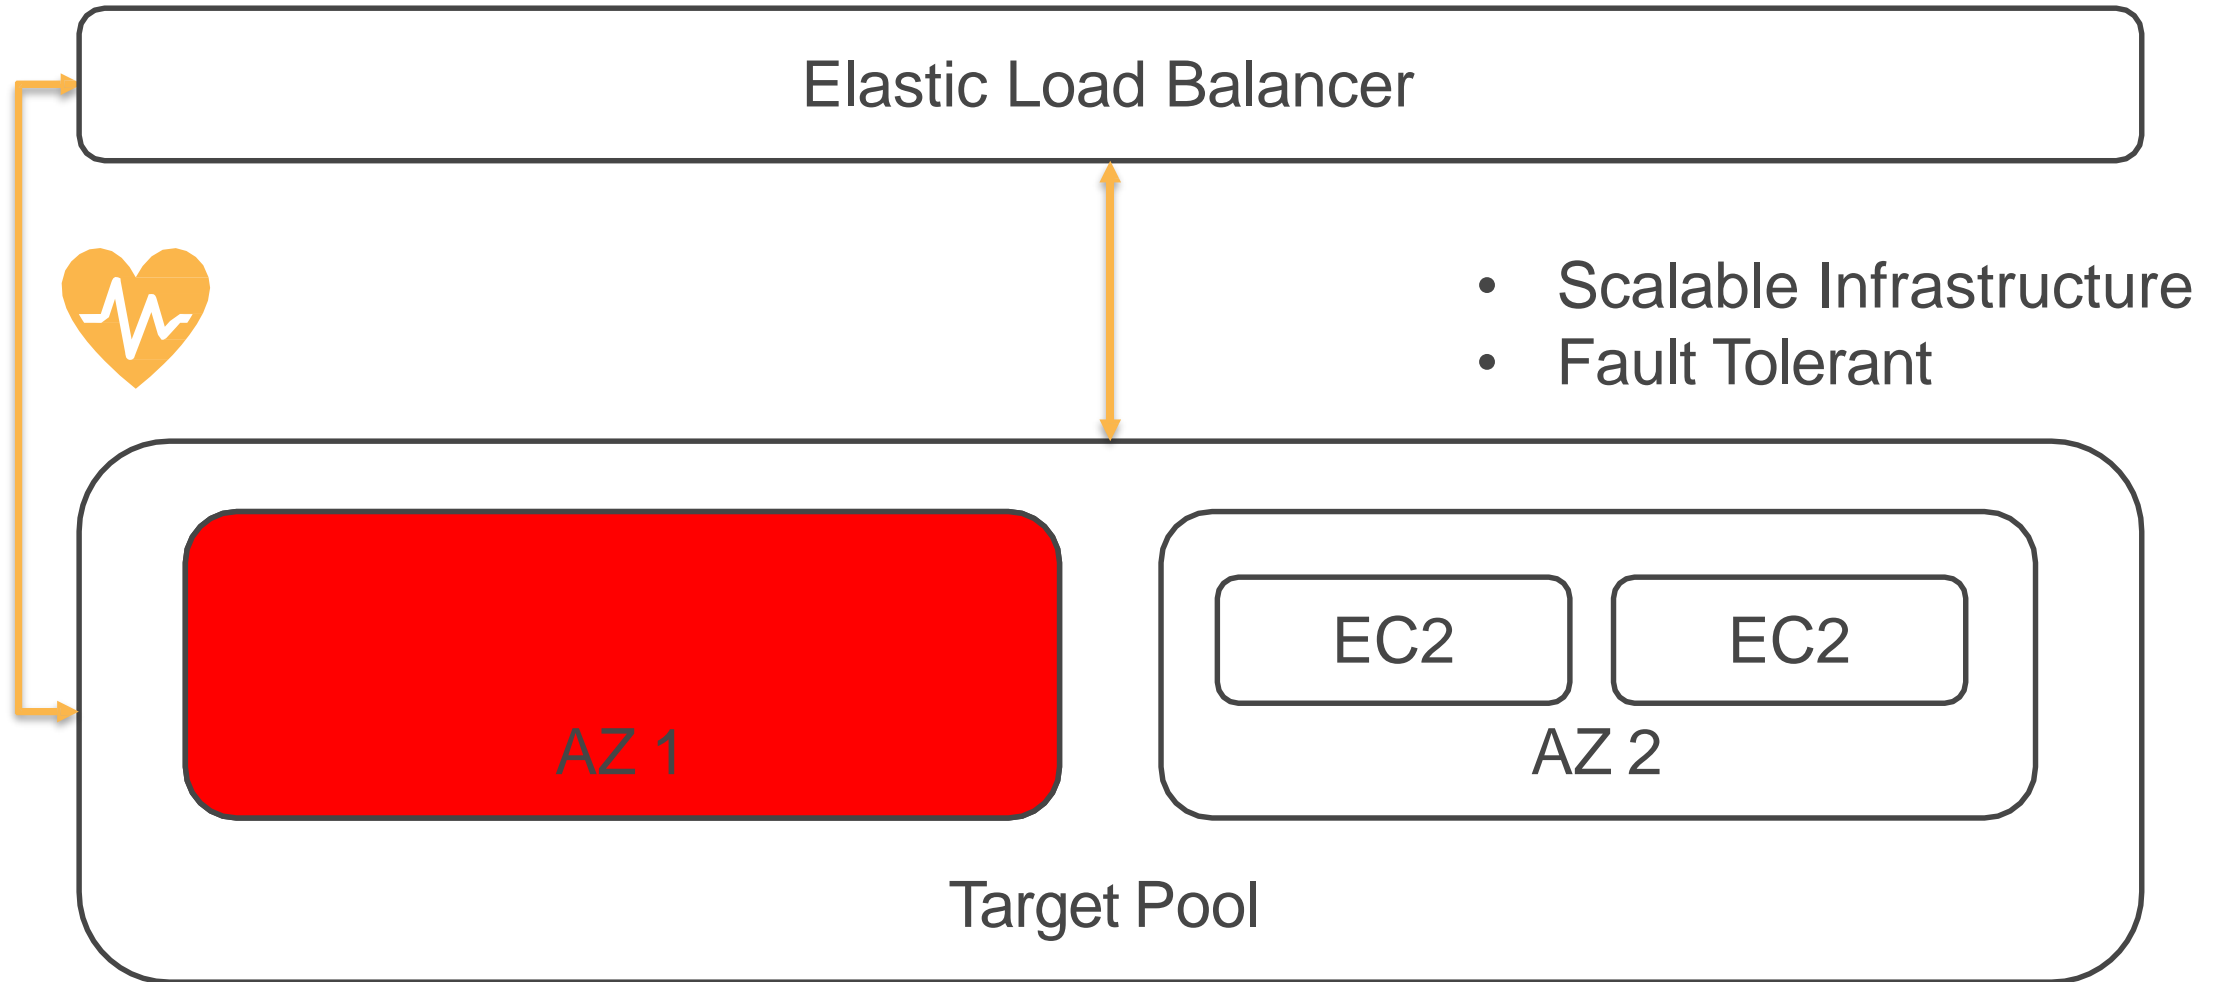 Elastic Load Balancer
• Scalable Infrastructure
• Fault Tolerant
EC2 EC2
AZ 1 AZ 2
Target Pool